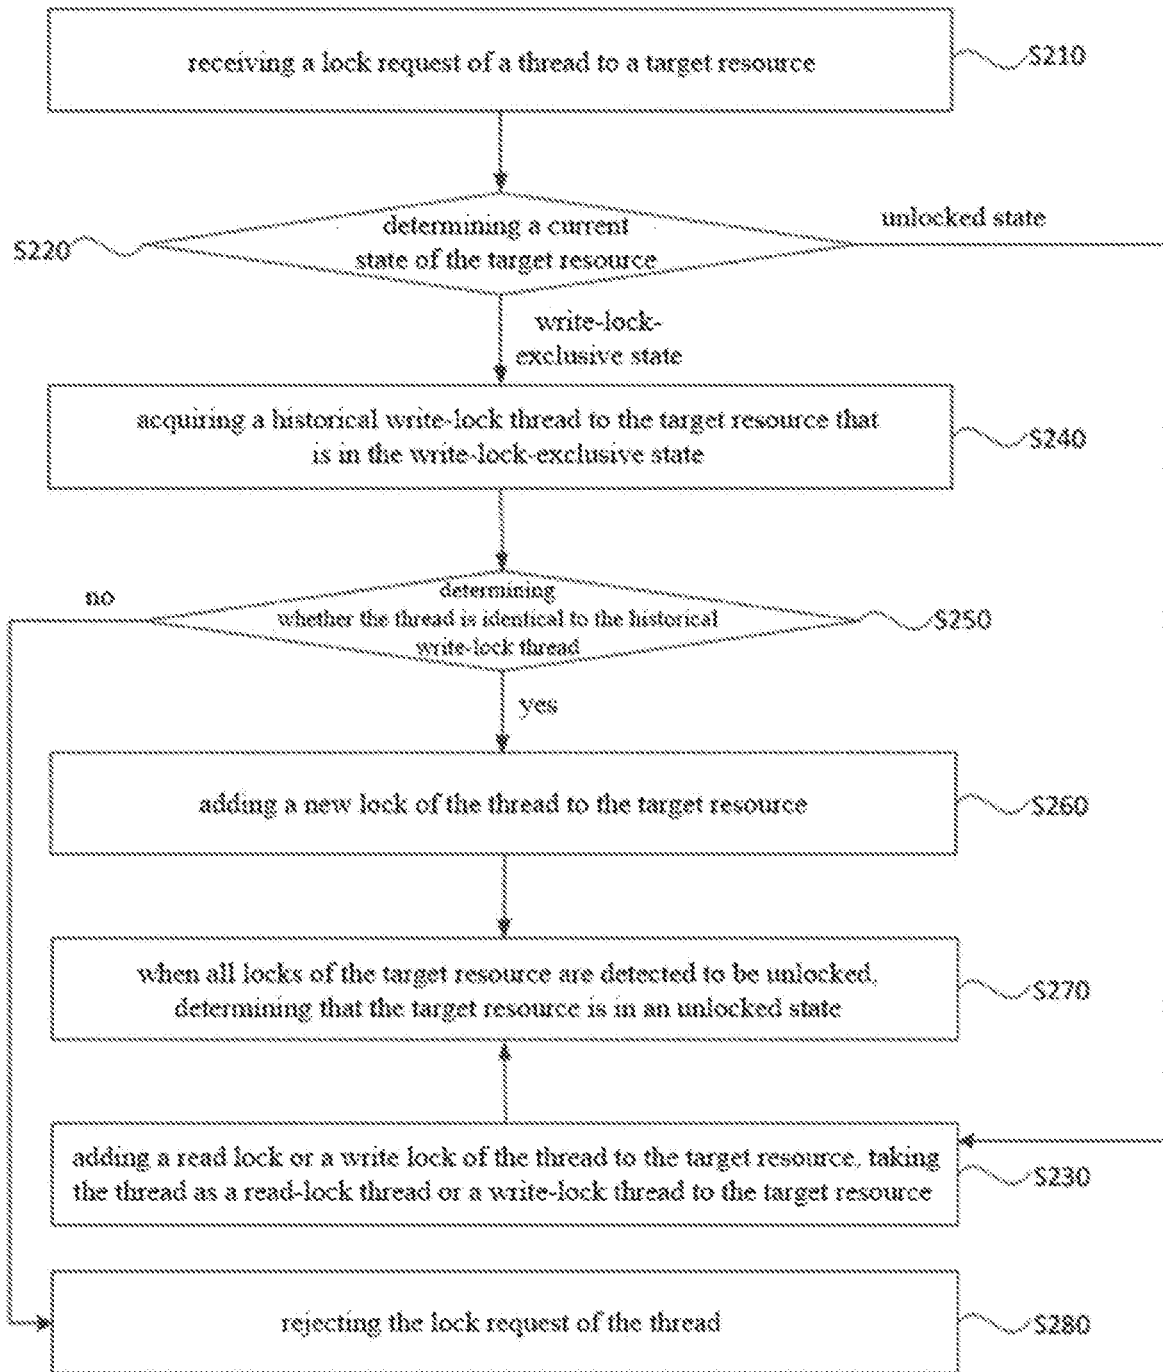 receiving a lock request of a thread to a target resource
S210
unlocked state
determining a current
state of the target resource
S220
write-lock-
exclusive state
acquiring a historical write-lock thread to the target resource that
is in the write-lock-exclusive state
S240
no
determining
whether the thread is identical to the historical
write-lock thread
S250
yes
adding a new lock of the thread to the target resource
S260
when all locks of the target resource are detected to be unlocked,
determining that the target resource is in an unlocked state
S270
adding a read lock or a write lock of the thread to the target resource, taking
the thread as a read-lock thread or a write-lock thread to the target resource
S230
rejecting the lock request of the thread
S280